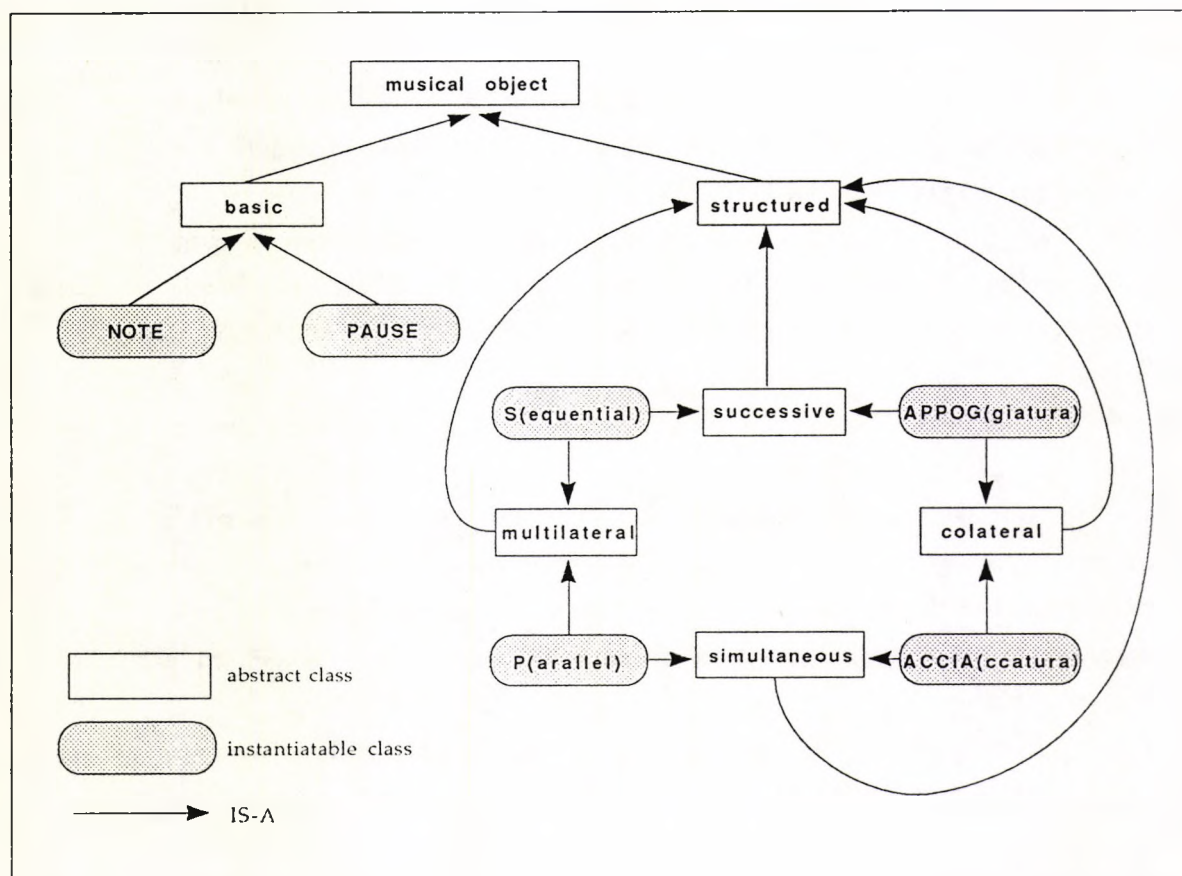 musical object
basic
structured
NOTE
PAUSE
S(equential)
successive
APPOG(giatura)
multilateral
colateral
P(arallel)
simultaneous
ACCIA(ccatura)
abstract class
instantiatable class
IS-A